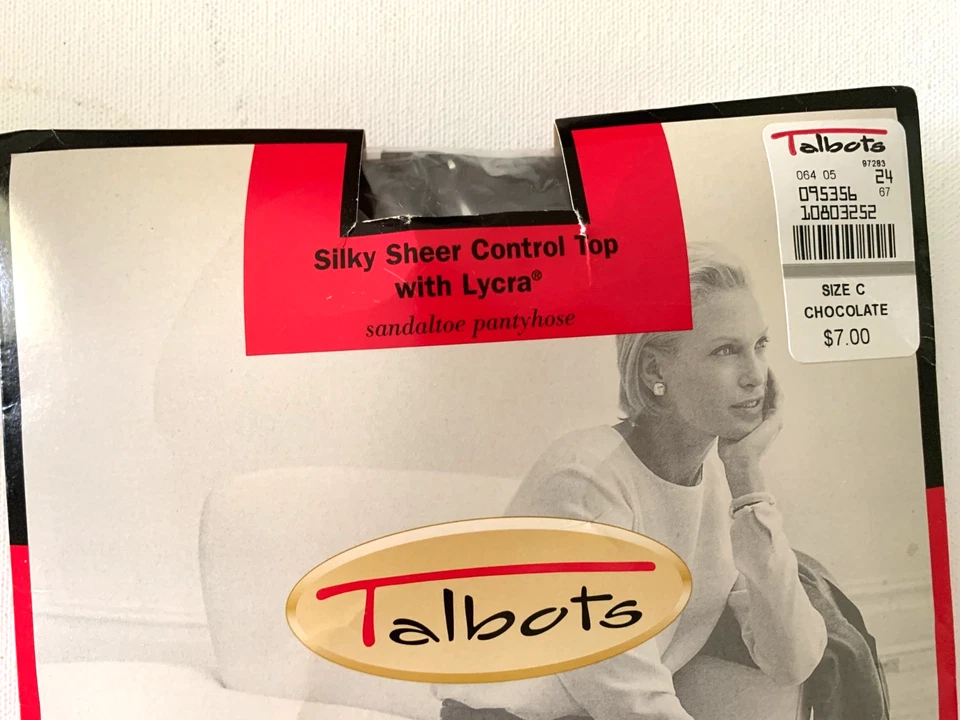 Silky Sheer Control Top
with Lycra®
sandaltoe pantyhose
Talbots
97283
064 05 24
095356 67
10803252
SIZE C
CHOCOLATE
$7.00
Talbots